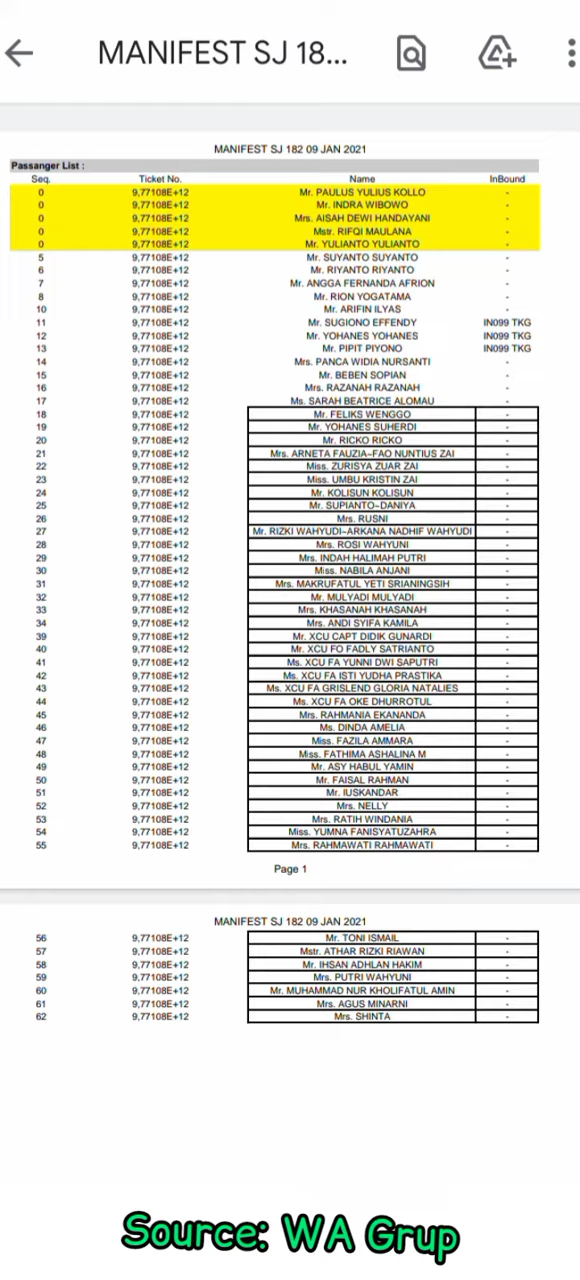 MANIFEST SJ 18...
MANIFEST SJ 182 09 JAN 2021
Passanger List :
Seq. Ticket No. Name InBound
0 9,77108E+12 Mr. PAULUS YULIUS KOLLO -
0 9,77108E+12 Mr. INDRA WIBOWO -
0 9,77108E+12 Mrs. AISAH DEWI HANDAYANI -
0 9,77108E+12 Mstr. RIFQI MAULANA -
0 9,77108E+12 Mr. YULIANTO YULIANTO -
5 9,77108E+12 Mr. SUYANTO SUYANTO -
6 9,77108E+12 Mr. RIYANTO RIYANTO -
7 9,77108E+12 Mr. ANGGA FERNANDA AFRION -
8 9,77108E+12 Mr. RION YOGATAMA -
10 9,77108E+12 Mr. ARIFIN ILYAS -
11 9,77108E+12 Mr. SUGIONO EFFENDY IN099 TKG
12 9,77108E+12 Mr. YOHANES YOHANES IN099 TKG
13 9,77108E+12 Mr. PIPIT PIYONO IN099 TKG
14 9,77108E+12 Mrs. PANCA WIDIA NURSANTI -
15 9,77108E+12 Mr. BEBEN SOPIAN -
16 9,77108E+12 Mrs. RAZANAH RAZANAH -
17 9,77108E+12 Ms. SARAH BEATRICE ALOMAU -
18 9,77108E+12 Mr. FELIKS WENGGO -
19 9,77108E+12 Mr. YOHANES SUHERDI -
20 9,77108E+12 Mr. RICKO RICKO -
21 9,77108E+12 Mrs. ARNETA FAUZIA-FAO NUNTIUS ZAI -
22 9,77108E+12 Miss. ZURISYA ZUAR ZAI -
23 9,77108E+12 Miss. UMBU KRISTIN ZAI -
24 9,77108E+12 Mr. KOLISUN KOLISUN -
25 9,77108E+12 Mr. SUPIANTO-DANIYA -
26 9,77108E+12 Mrs. RUSNI -
27 9,77108E+12 Mr. RIZKI WAHYUDI-ARKANA NADHIF WAHYUDI -
28 9,77108E+12 Mrs. ROSI WAHYUNI -
29 9,77108E+12 Mrs. INDAH HALIMAH PUTRI -
30 9,77108E+12 Miss. NABILA ANJANI -
31 9,77108E+12 Mrs. MAKRUFATUL YETI SRIANINGSIH -
32 9,77108E+12 Mr. MULYADI MULYADI -
33 9,77108E+12 Mrs. KHASANAH KHASANAH -
34 9,77108E+12 Mrs. ANDI SYIFA KAMILA -
39 9,77108E+12 Mr. XCU CAPT DIDIK GUNARDI -
40 9,77108E+12 Mr. XCU FO FADLY SATRIANTO -
41 9,77108E+12 Ms. XCU FA YUNNI DWI SAPUTRI -
42 9,77108E+12 Ms. XCU FA ISTI YUDHA PRASTIKA -
43 9,77108E+12 Ms. XCU FA GRISLEND GLORIA NATALIES -
44 9,77108E+12 Ms. XCU FA OKE DHURROTUL -
45 9,77108E+12 Mrs. RAHMANIA EKANANDA -
46 9,77108E+12 Ms. DINDA AMELIA -
47 9,77108E+12 Miss. FAZILA AMMARA -
48 9,77108E+12 Miss. FATHIMA ASHALINA M -
49 9,77108E+12 Mr. ASY HABUL YAMIN -
50 9,77108E+12 Mr. FAISAL RAHMAN -
51 9,77108E+12 Mr. IUSKANDAR -
52 9,77108E+12 Mrs. NELLY -
53 9,77108E+12 Mrs. RATIH WINDANIA -
54 9,77108E+12 Miss. YUMNA FANISYATUZAHRA -
55 9,77108E+12 Mrs. RAHMAWATI RAHMAWATI -
Page 1
MANIFEST SJ 182 09 JAN 2021
56 9,77108E+12 Mr. TONI ISMAIL -
57 9,77108E+12 Mstr. ATHAR RIZKI RIAWAN -
58 9,77108E+12 Mr. IHSAN ADHLAN HAKIM -
59 9,77108E+12 Mrs. PUTRI WAHYUNI -
60 9,77108E+12 Mr. MUHAMMAD NUR KHOLIFATUL AMIN -
61 9,77108E+12 Mrs. AGUS MINARNI -
62 9,77108E+12 Mrs. SHINTA -
Source: WA Grup